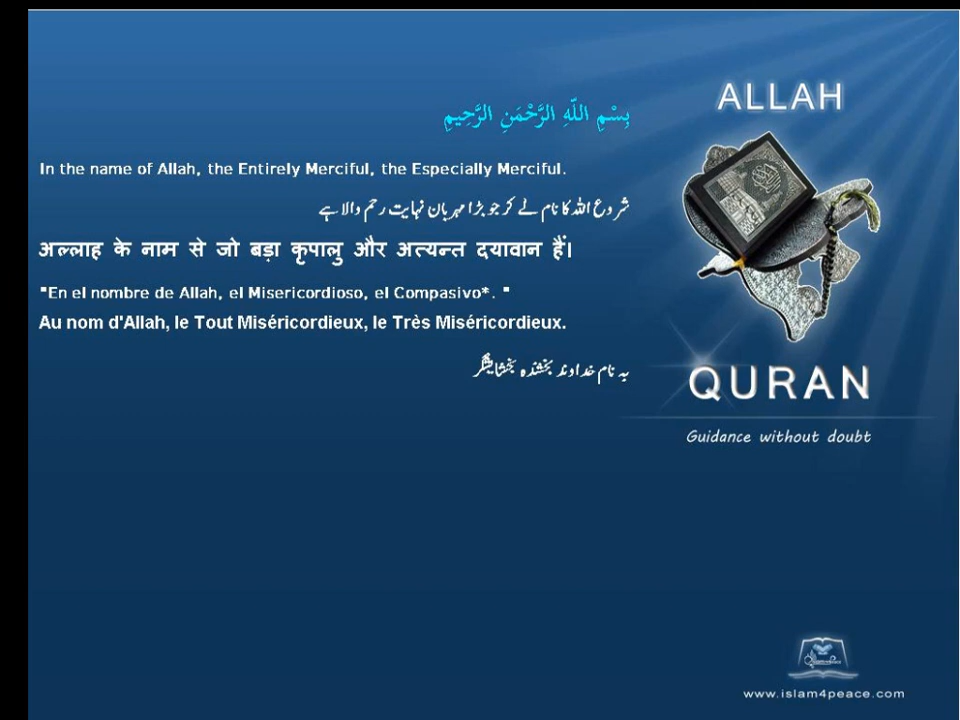 بِسْمِ اللّهِ الرَّحْمَنِ الرَّحِيمِ
In the name of Allah, the Entirely Merciful, the Especially Merciful.
شروع الله کا نام لے کر جو بڑا مہربان نہایت رحم والا ہے
अल्लाह के नाम से जो बड़ा कृपालु और अत्यन्त दयावान हैं।
"En el nombre de Allah, el Misericordioso, el Compasivo*. "
Au nom d'Allah, le Tout Miséricordieux, le Très Miséricordieux.
به نام خداوند بخشنده بخشایشگر
ALLAH
QURAN
Guidance without doubt
www.islam4peace.com